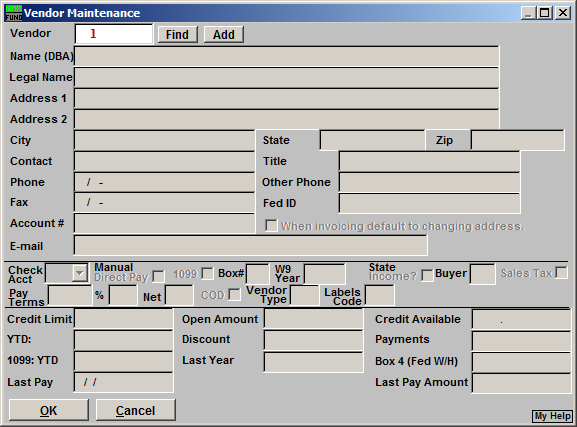 FUND Vendor Maintenance
Vendor 1 Find Add
Name (DBA)
Legal Name
Address 1
Address 2
City State Zip
Contact Title
Phone / - Other Phone
Fax / - Fed ID
Account # When invoicing default to changing address.
E-mail
Check Acct Manual Direct Pay 1099 Box# W9 Year State Income? Buyer Sales Tax
Pay Terms % Net COD Vendor Type Labels Code
Credit Limit Open Amount Credit Available .
YTD: Discount Payments
1099: YTD Last Year Box 4 (Fed W/H)
Last Pay / / Last Pay Amount
OK Cancel My Help